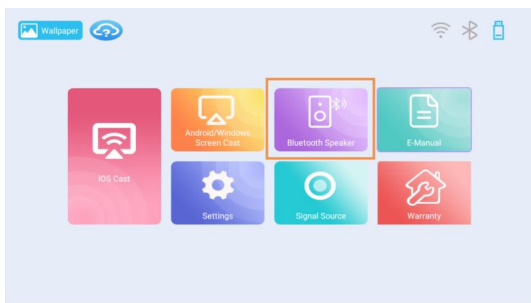 Wallpaper
Android/Windows
Screen Cast
Bluetooth Speaker
E-Manual
IOS Cast
Settings
Signal Source
Warranty